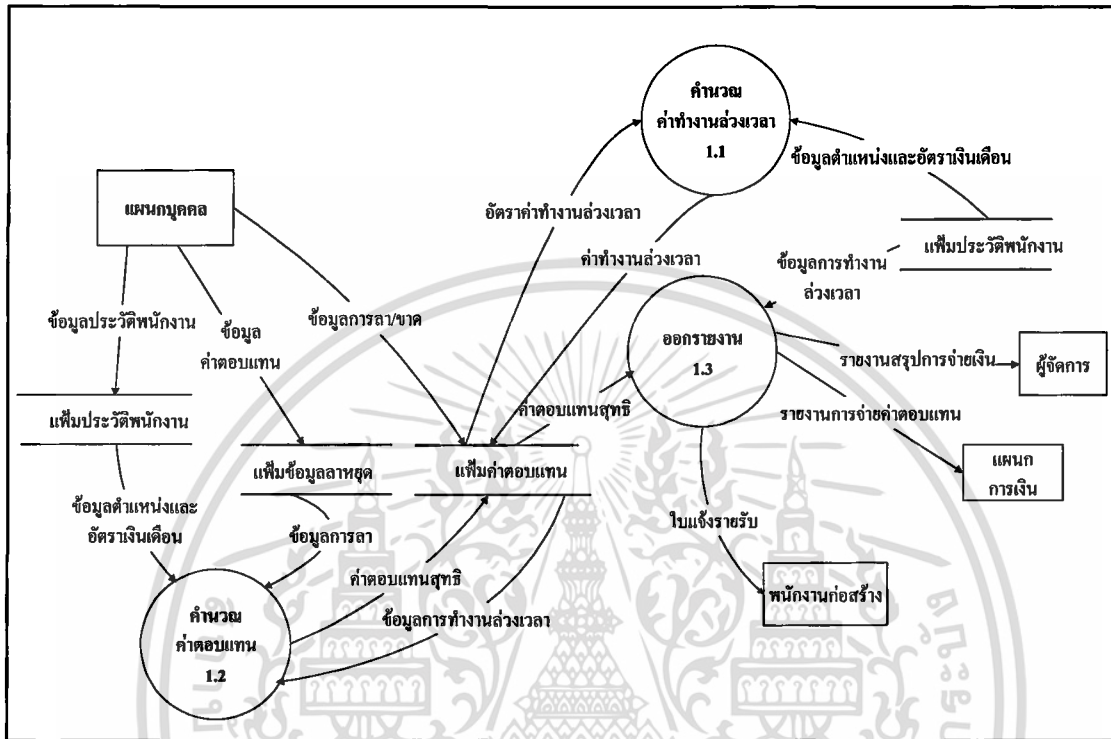 คำนวณ
ค่าทำงานล่วงเวลา
1.1
ข้อมูลตำแหน่งและอัตราเงินเดือน
แผนกบุคคล
อัตราค่าทำงานล่วงเวลา
แฟ้มประวัติพนักงาน
ค่าทำงานล่วงเวลา
ข้อมูลการทำงาน
ล่วงเวลา
ข้อมูลประวัติพนักงาน
ข้อมูล
ค่าตอบแทน
ข้อมูลการลา/ขาด
ออกรายงาน
1.3
รายงานสรุปการจ่ายเงิน
ผู้จัดการ
ค่าตอบแทนสุทธิ
รายงานการจ่ายค่าตอบแทน
แฟ้มประวัติพนักงาน
แฟ้มข้อมูลลาหยุด
แฟ้มค่าตอบแทน
แผนก
การเงิน
ข้อมูลตำแหน่งและ
อัตราเงินเดือน
ข้อมูลการลา
ใบแจ้งรายรับ
ค่าตอบแทนสุทธิ
พนักงานก่อสร้าง
คำนวณ
ค่าตอบแทน
1.2
ข้อมูลการทำงานล่วงเวลา